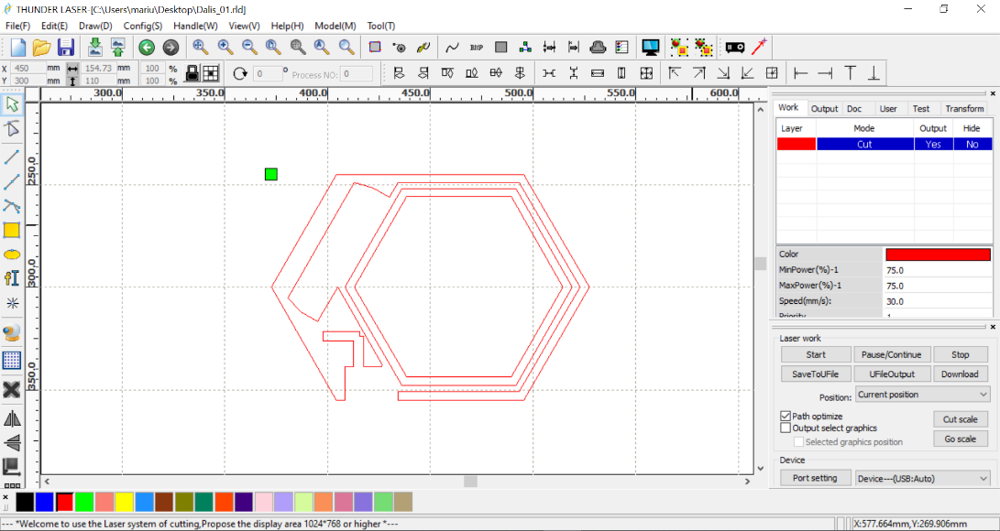 THUNDER LASER-[C:\Users\mariu\Desktop\Dalis_01.rld]
File(F) Edit(E) Draw(D) Config(S) Handle(W) View(V) Help(H) Model(M) Tool(T)
BMP
X 450 mm 154.73 mm 100 %
Y 300 mm 110 mm 100 %
0 ° Process NO: 0
300.0 350.0 400.0 450.0 500.0 550.0 600.0
250.0
300.0
350.0
Work Output Doc User Test Transform
Layer Mode Output Hide
Cut Yes No
Color
MinPower(%)-1 75.0
MaxPower(%)-1 75.0
Speed(mm/s): 30.0
Priority 1
Laser work
Start Pause/Continue Stop
SaveToUFile UFileOutput Download
Position: Current position
Path optimize
Output select graphics
Selected graphics position
Cut scale
Go scale
Device
Port setting Device---(USB:Auto)
--- *Welcome to use the Laser system of cutting,Propose the display area 1024*768 or higher *---
X:577.664mm,Y:269.906mm